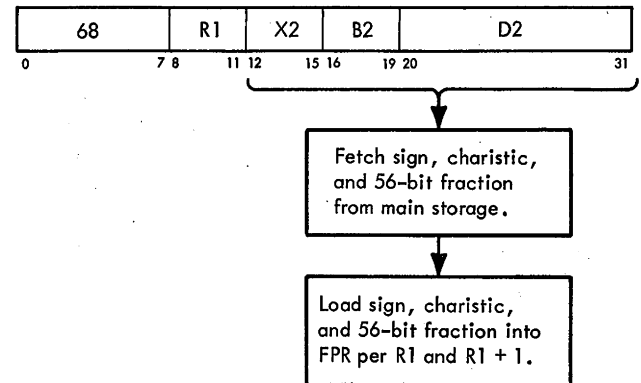 68 R1 X2 B2 D2
0 7 8 11 12 15 16 19 20 31
Fetch sign, charistic,
and 56-bit fraction
from main storage.
Load sign, charistic,
and 56-bit fraction into
FPR per R1 and R1 + 1.